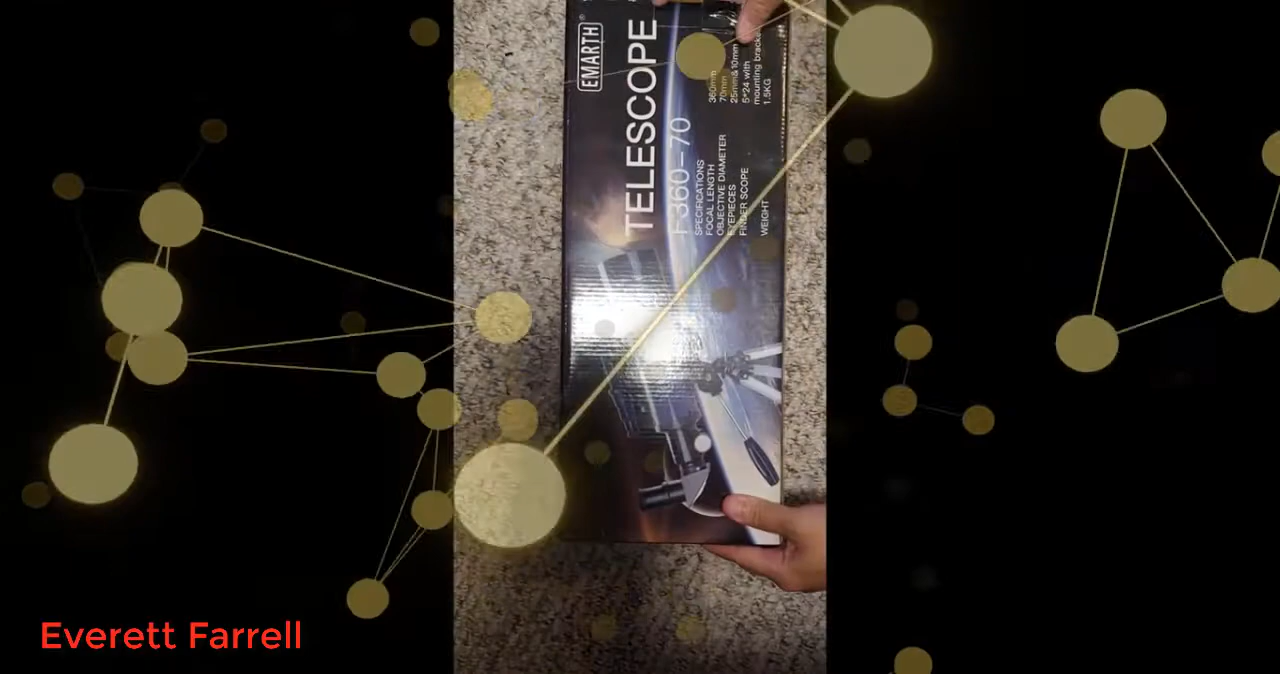 EMARTH®
TELESCOPE
F360-70
SPECIFICATIONS
FOCAL LENGTH 360mm
OBJECTIVE DIAMETER 70mm
EYEPIECES 25mm&10mm
FINDER SCOPE 5*24 with
mounting bracket
WEIGHT 1.5KG
Everett Farrell